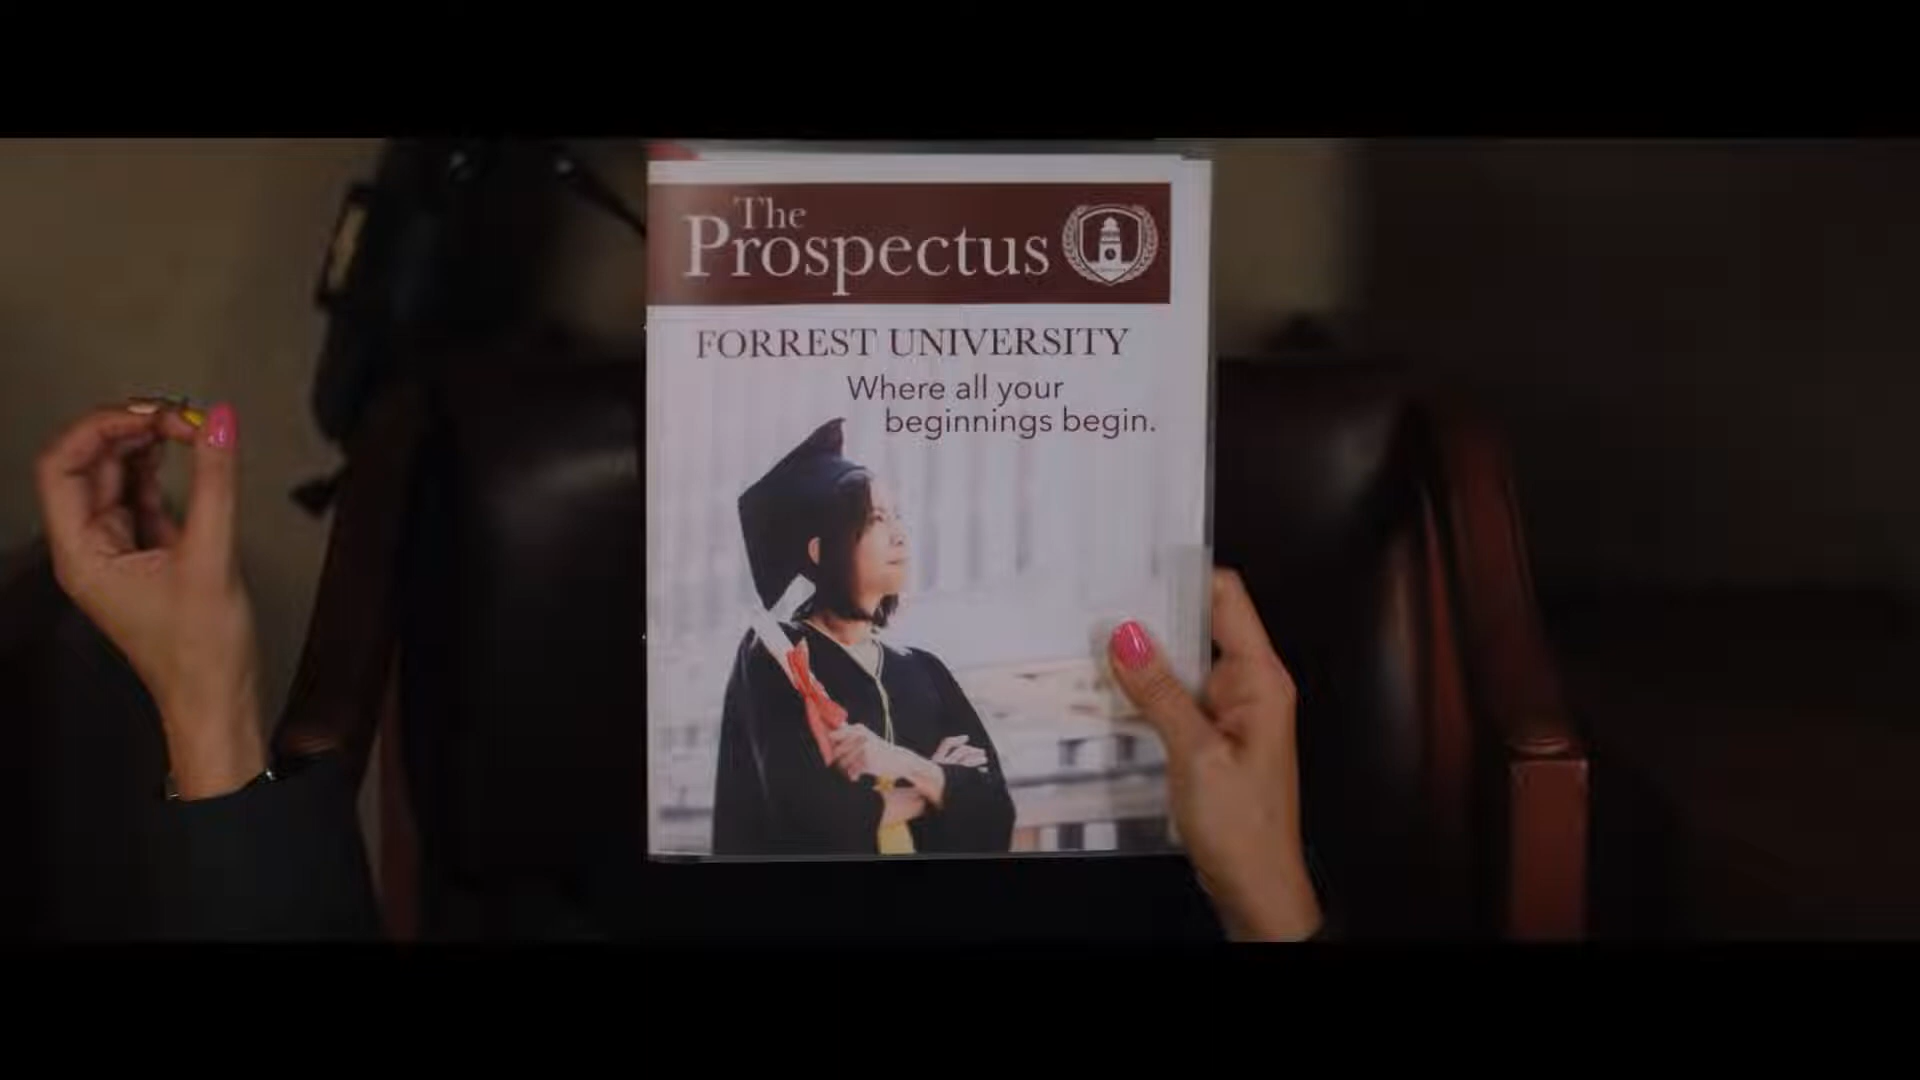 The
Prospectus
FORREST UNIVERSITY
Where all your
beginnings begin.